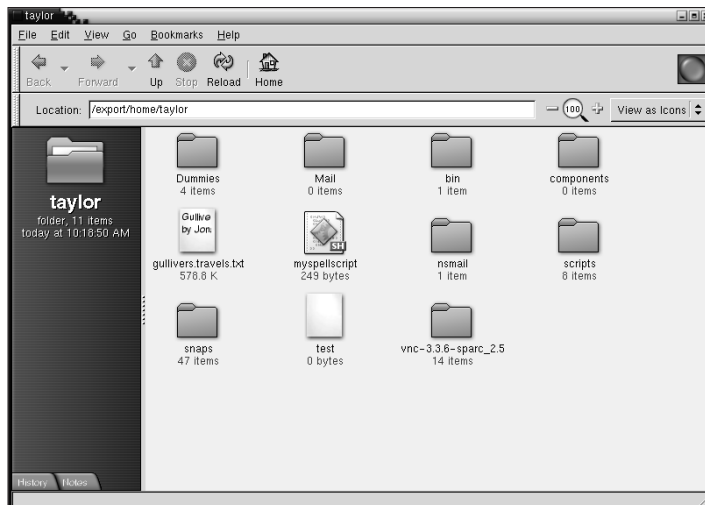 taylor
File Edit View Go Bookmarks Help
Back Forward Up Stop Reload Home
Location: /export/home/taylor 100 View as Icons
taylor
folder, 11 items
today at 10:18:50 AM
Dummies
4 items
Mail
0 items
bin
1 item
components
0 items
Gullive
by Jon:
gullivers.travels.txt
578.8 K
SH
myspellscript
249 bytes
nsmail
1 item
scripts
8 items
snaps
47 items
test
0 bytes
vnc-3.3.6-sparc_2.5
14 items
History Notes